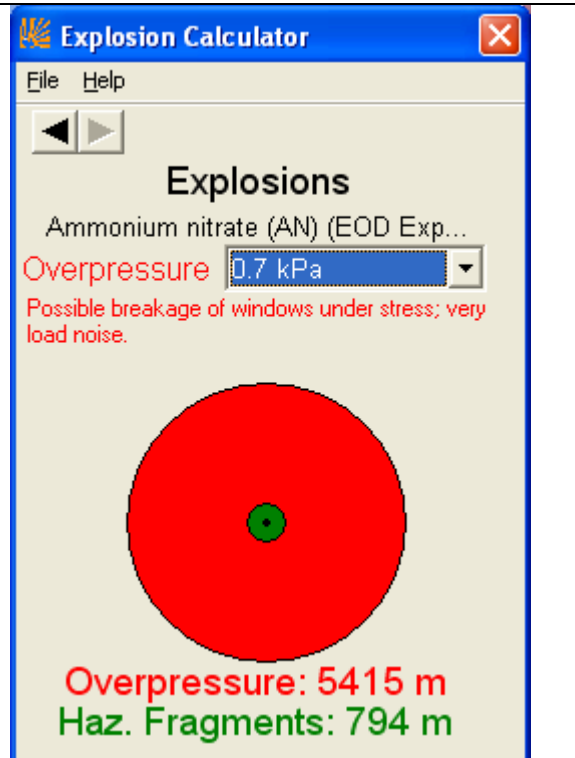 Explosion Calculator
File Help
Explosions
Ammonium nitrate (AN) (EOD Exp...
Overpressure 0.7 kPa
Possible breakage of windows under stress; very
load noise.
Overpressure: 5415 m
Haz. Fragments: 794 m